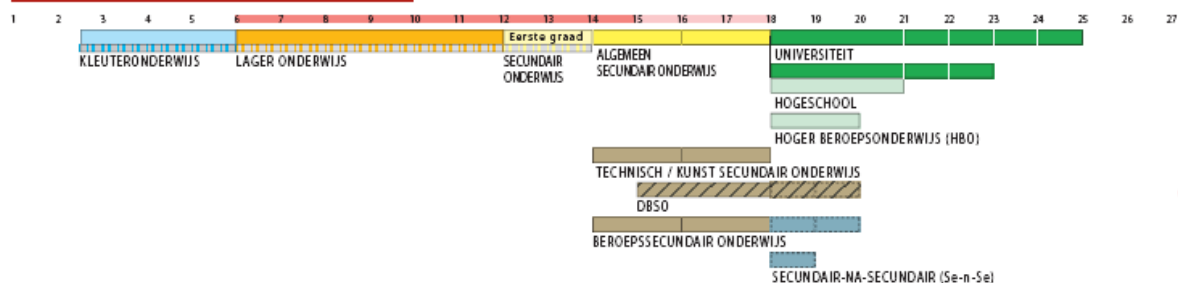 1 2 3 4 5 6 7 8 9 10 11 12 13 14 15 16 17 18 19 20 21 22 23 24 25 26 27
Eerste graad
KLEUTERONDERWIJS
LAGER ONDERWIJS
SECUNDAIR
ONDERWIJS
ALGEMEEN
SECUNDAIR ONDERWIJS
UNIVERSITEIT
HOGESCHOOL
HOGER BEROEPSONDERWIJS (HBO)
TECHNISCH / KUNST SECUNDAIR ONDERWIJS
DBSO
BEROEPSSECUNDAIR ONDERWIJS
SECUNDAIR-NA-SECUNDAIR (Se-n-Se)